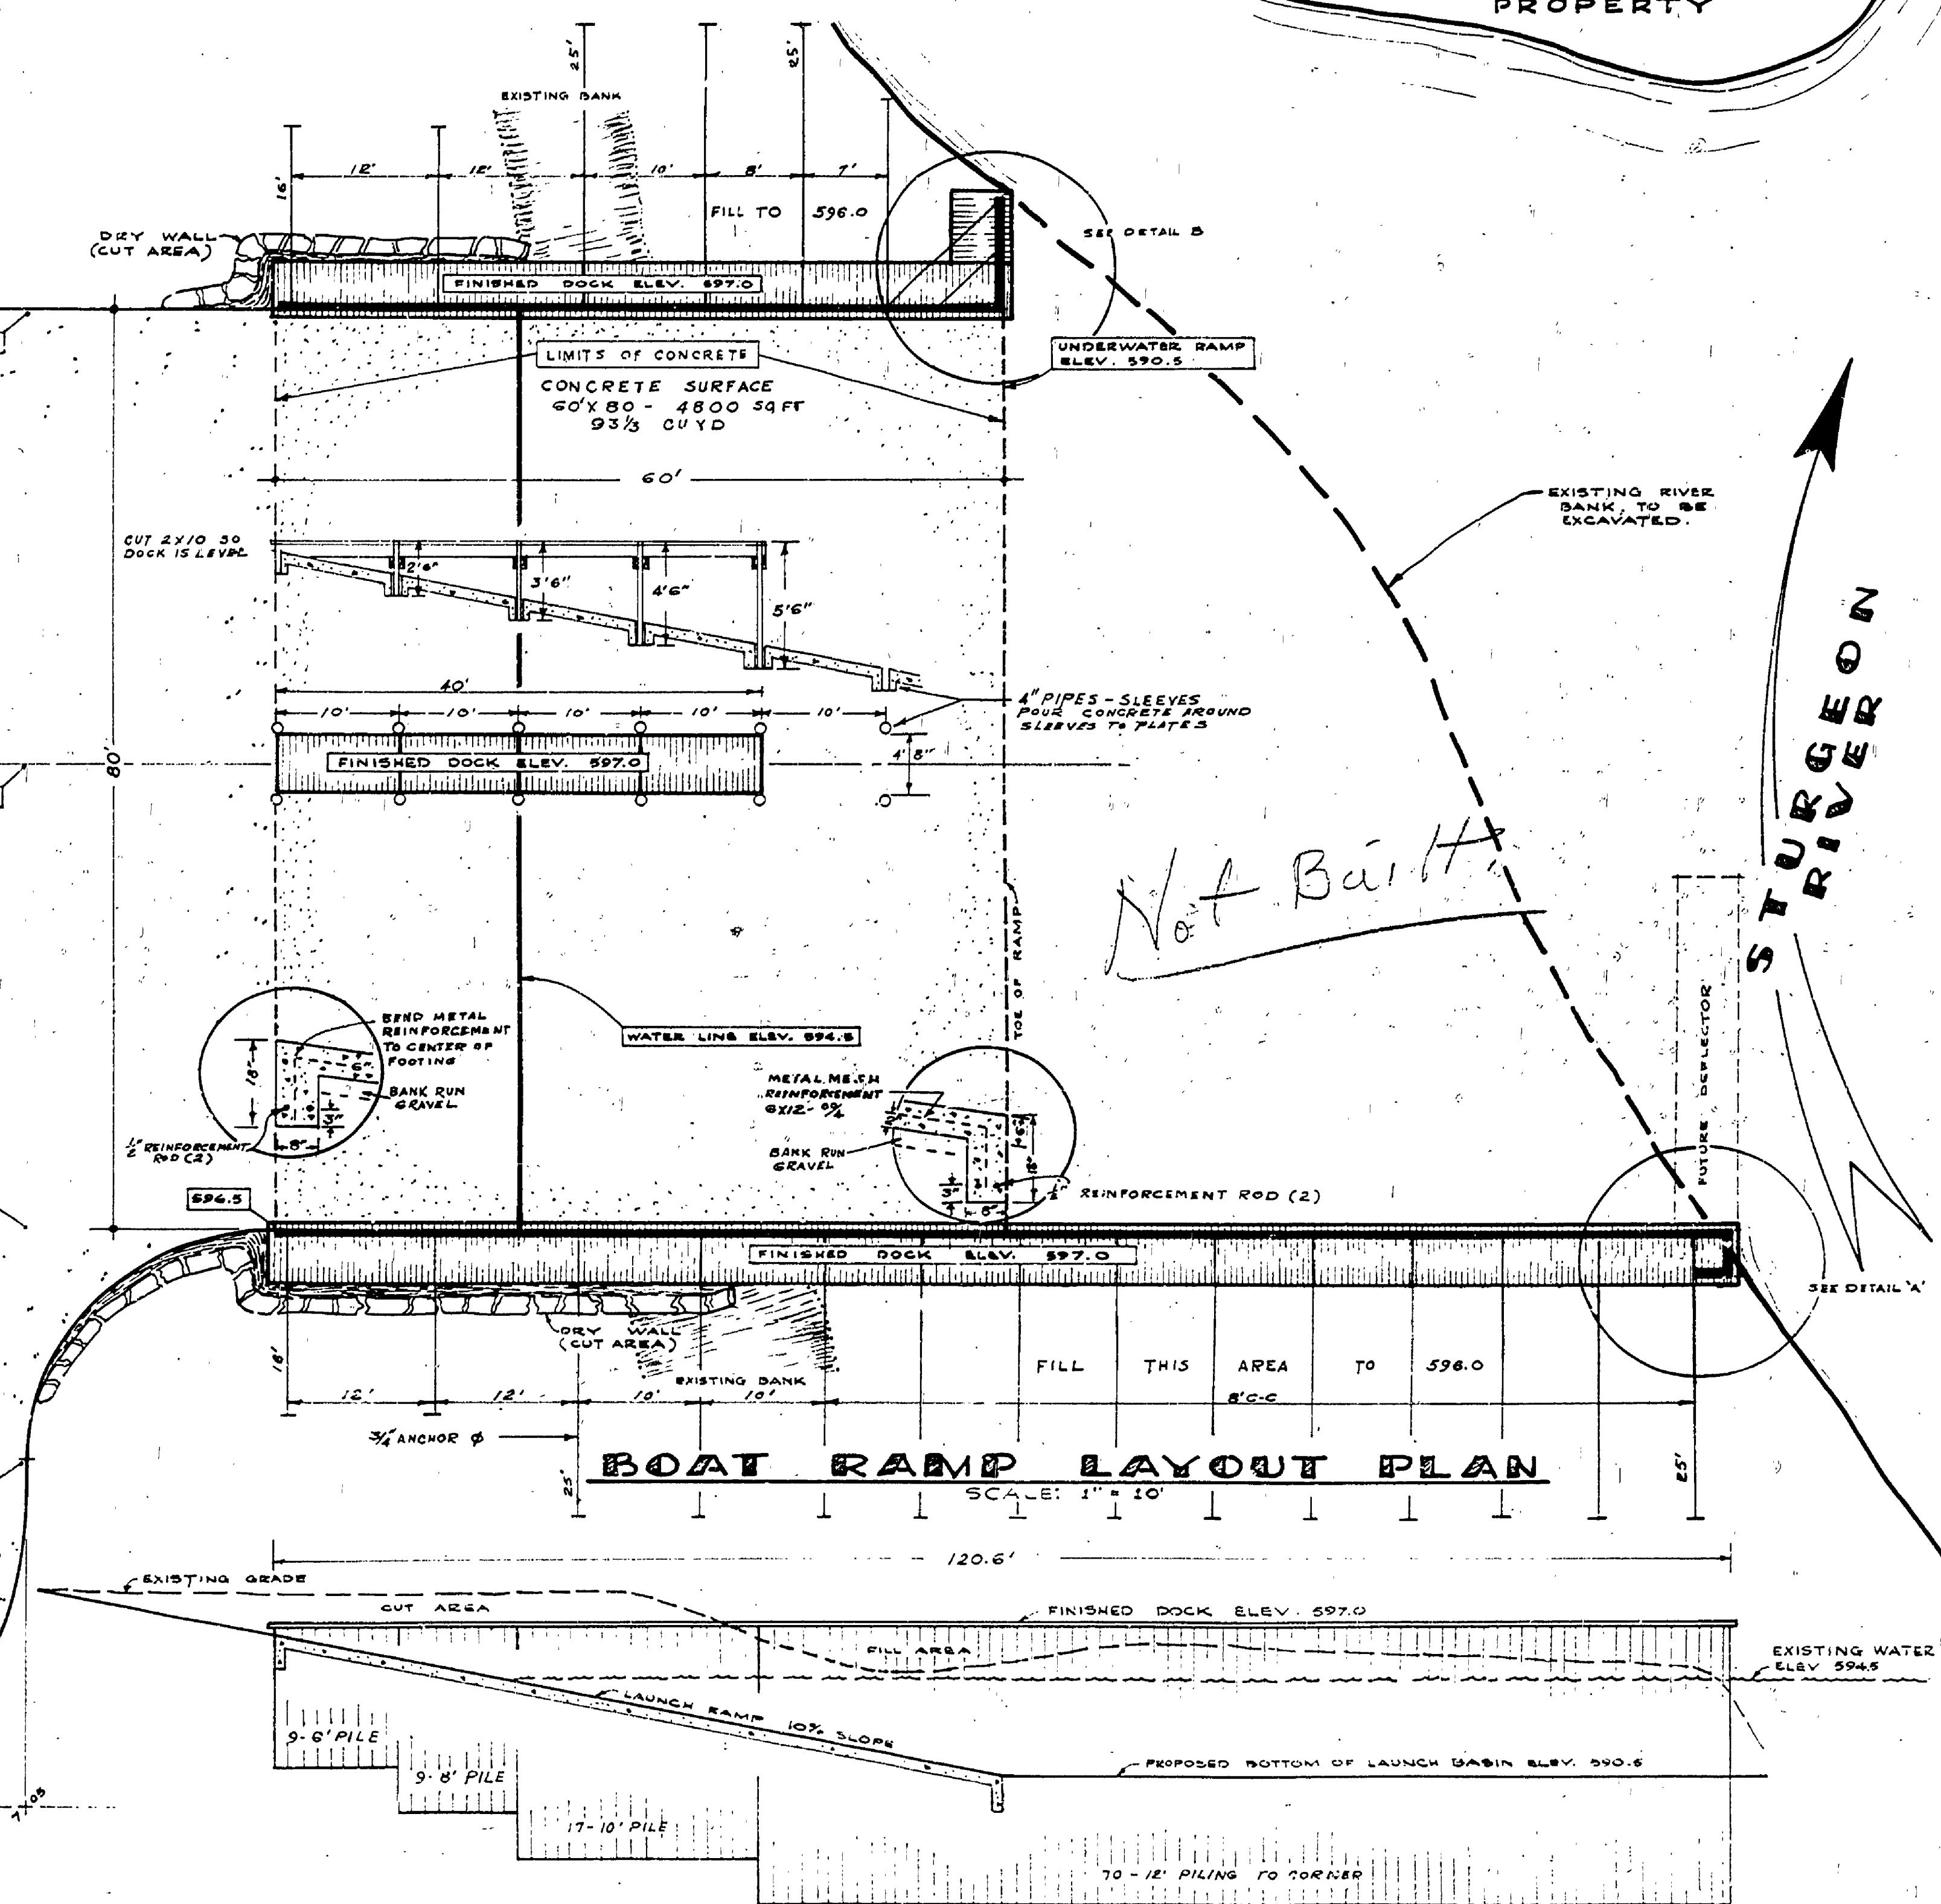 PROPERTY
25'
25'
EXISTING BANK
12'
12'
10'
8'
7'
16'
FILL TO 596.0
DRY WALL
(CUT AREA)
SEE DETAIL B
FINISHED DOCK ELEV. 597.0
LIMITS OF CONCRETE
UNDERWATER RAMP
ELEV. 590.5
CONCRETE SURFACE
60'X 80 - 4800 SQ FT
93⅓ CU YD
60'
EXISTING RIVER
BANK, TO BE
EXCAVATED.
CUT 2X10 SO
DOCK IS LEVEL
2'6"
3'6"
4'6"
5'6"
40'
10'
10'
10'
10'
10'
4" PIPES - SLEEVES
POUR CONCRETE AROUND
SLEEVES TO PLATES
80'
FINISHED DOCK ELEV. 597.0
4'8"
STURGEON
RIVER
Not Built
TOE OF RAMP
FUTURE DEFLECTOR
BEND METAL
REINFORCEMENT
TO CENTER OF
FOOTING
18"
6"
BANK RUN
GRAVEL
3"
8"
½" REINFORCEMENT
ROD (2)
WATER LINE ELEV. 594.5
METAL MESH
REINFORCEMENT
6X12-
BANK RUN
GRAVEL
6"
18"
3"
8"
½" REINFORCEMENT ROD (2)
596.5
FINISHED DOCK ELEV. 597.0
SEE DETAIL 'A'
DRY WALL
(CUT AREA)
16'
FILL THIS AREA TO 596.0
EXISTING BANK
12'
12'
10'
10'
8' C-C
¾" ANCHOR
25'
25'
BOAT RAMP LAYOUT PLAN
SCALE: 1" = 10'
120.6'
EXISTING GRADE
CUT AREA
FINISHED DOCK ELEV. 597.0
FILL AREA
EXISTING WATER
ELEV 594.5
LAUNCH RAMP 10% SLOPE
9-6' PILE
PROPOSED BOTTOM OF LAUNCH BASIN ELEV. 590.5
9-8' PILE
17-10' PILE
70-12' PILING TO CORNER